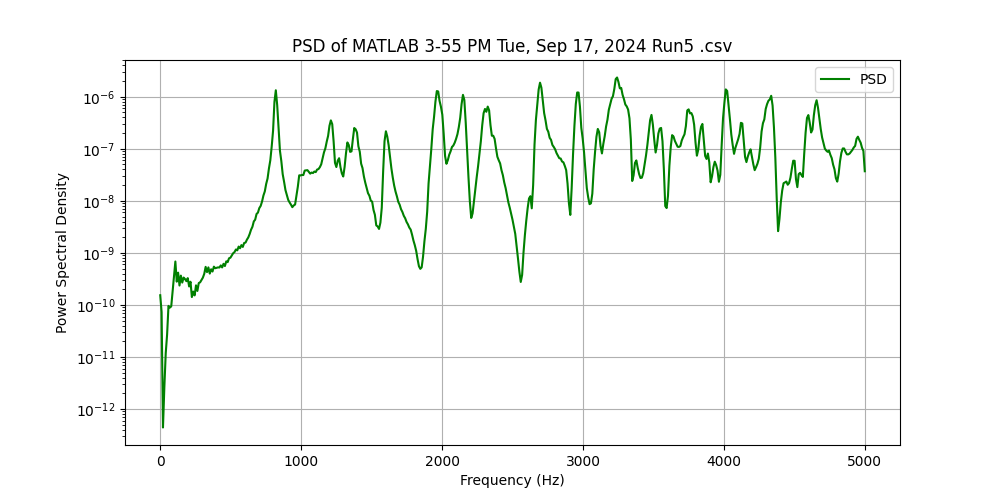 PSD of MATLAB 3-55 PM Tue, Sep 17, 2024 Run5 .csv
PSD
Power Spectral Density
10⁻⁶
10⁻⁷
10⁻⁸
10⁻⁹
10⁻¹⁰
10⁻¹¹
10⁻¹²
0 1000 2000 3000 4000 5000
Frequency (Hz)